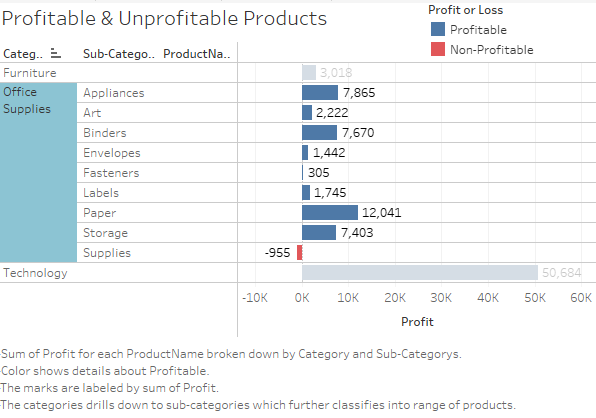 Profitable & Unprofitable Products
Profit or Loss
Profitable
Non-Profitable
Categ.. Sub-Catego.. ProductNa..
Furniture 3,018
Office Supplies
Appliances 7,865
Art 2,222
Binders 7,670
Envelopes 1,442
Fasteners 305
Labels 1,745
Paper 12,041
Storage 7,403
Supplies -955
Technology 50,684
-10K 0K 10K 20K 30K 40K 50K 60K
Profit
Sum of Profit for each ProductName broken down by Category and Sub-Categorys.
Color shows details about Profitable.
The marks are labeled by sum of Profit.
The categories drills down to sub-categories which further classifies into range of products.